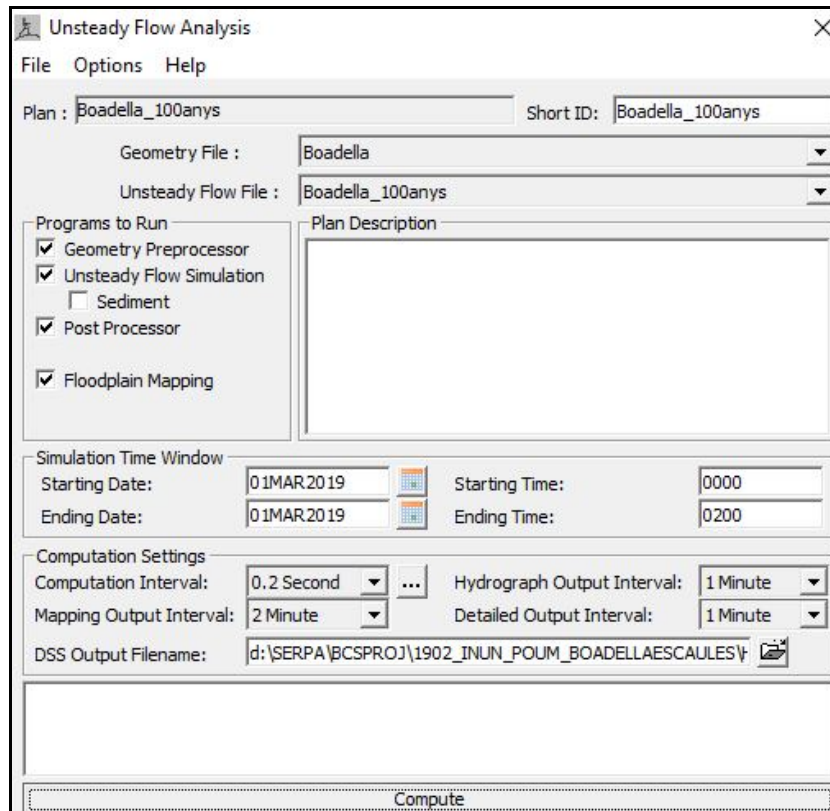 Unsteady Flow Analysis
File Options Help
Plan : Boadella_100anys Short ID: Boadella_100anys
Geometry File : Boadella
Unsteady Flow File : Boadella_100anys
Programs to Run
Geometry Preprocessor
Unsteady Flow Simulation
Sediment
Post Processor
Floodplain Mapping
Plan Description
Simulation Time Window
Starting Date: 01MAR2019 Starting Time: 0000
Ending Date: 01MAR2019 Ending Time: 0200
Computation Settings
Computation Interval: 0.2 Second ... Hydrograph Output Interval: 1 Minute
Mapping Output Interval: 2 Minute Detailed Output Interval: 1 Minute
DSS Output Filename: d:\SERPA\BCSPROJ\1902_INUN_POUM_BOADELLAESCAULES\
Compute